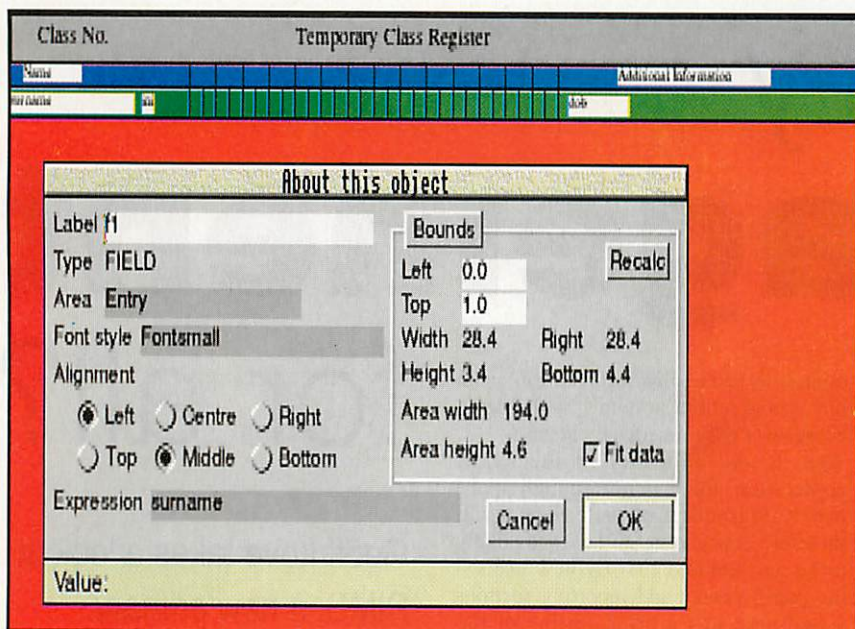 Class No. Temporary Class Register
Name Additional Information
surname ini dob
About this object
Label f1
Type FIELD
Area Entry
Font style Fontsmall
Alignment
Left Centre Right
Top Middle Bottom
Expression surname
Bounds
Recalc
Left 0.0
Top 1.0
Width 28.4 Right 28.4
Height 3.4 Bottom 4.4
Area width 194.0
Area height 4.6 Fit data
Cancel OK
Value: